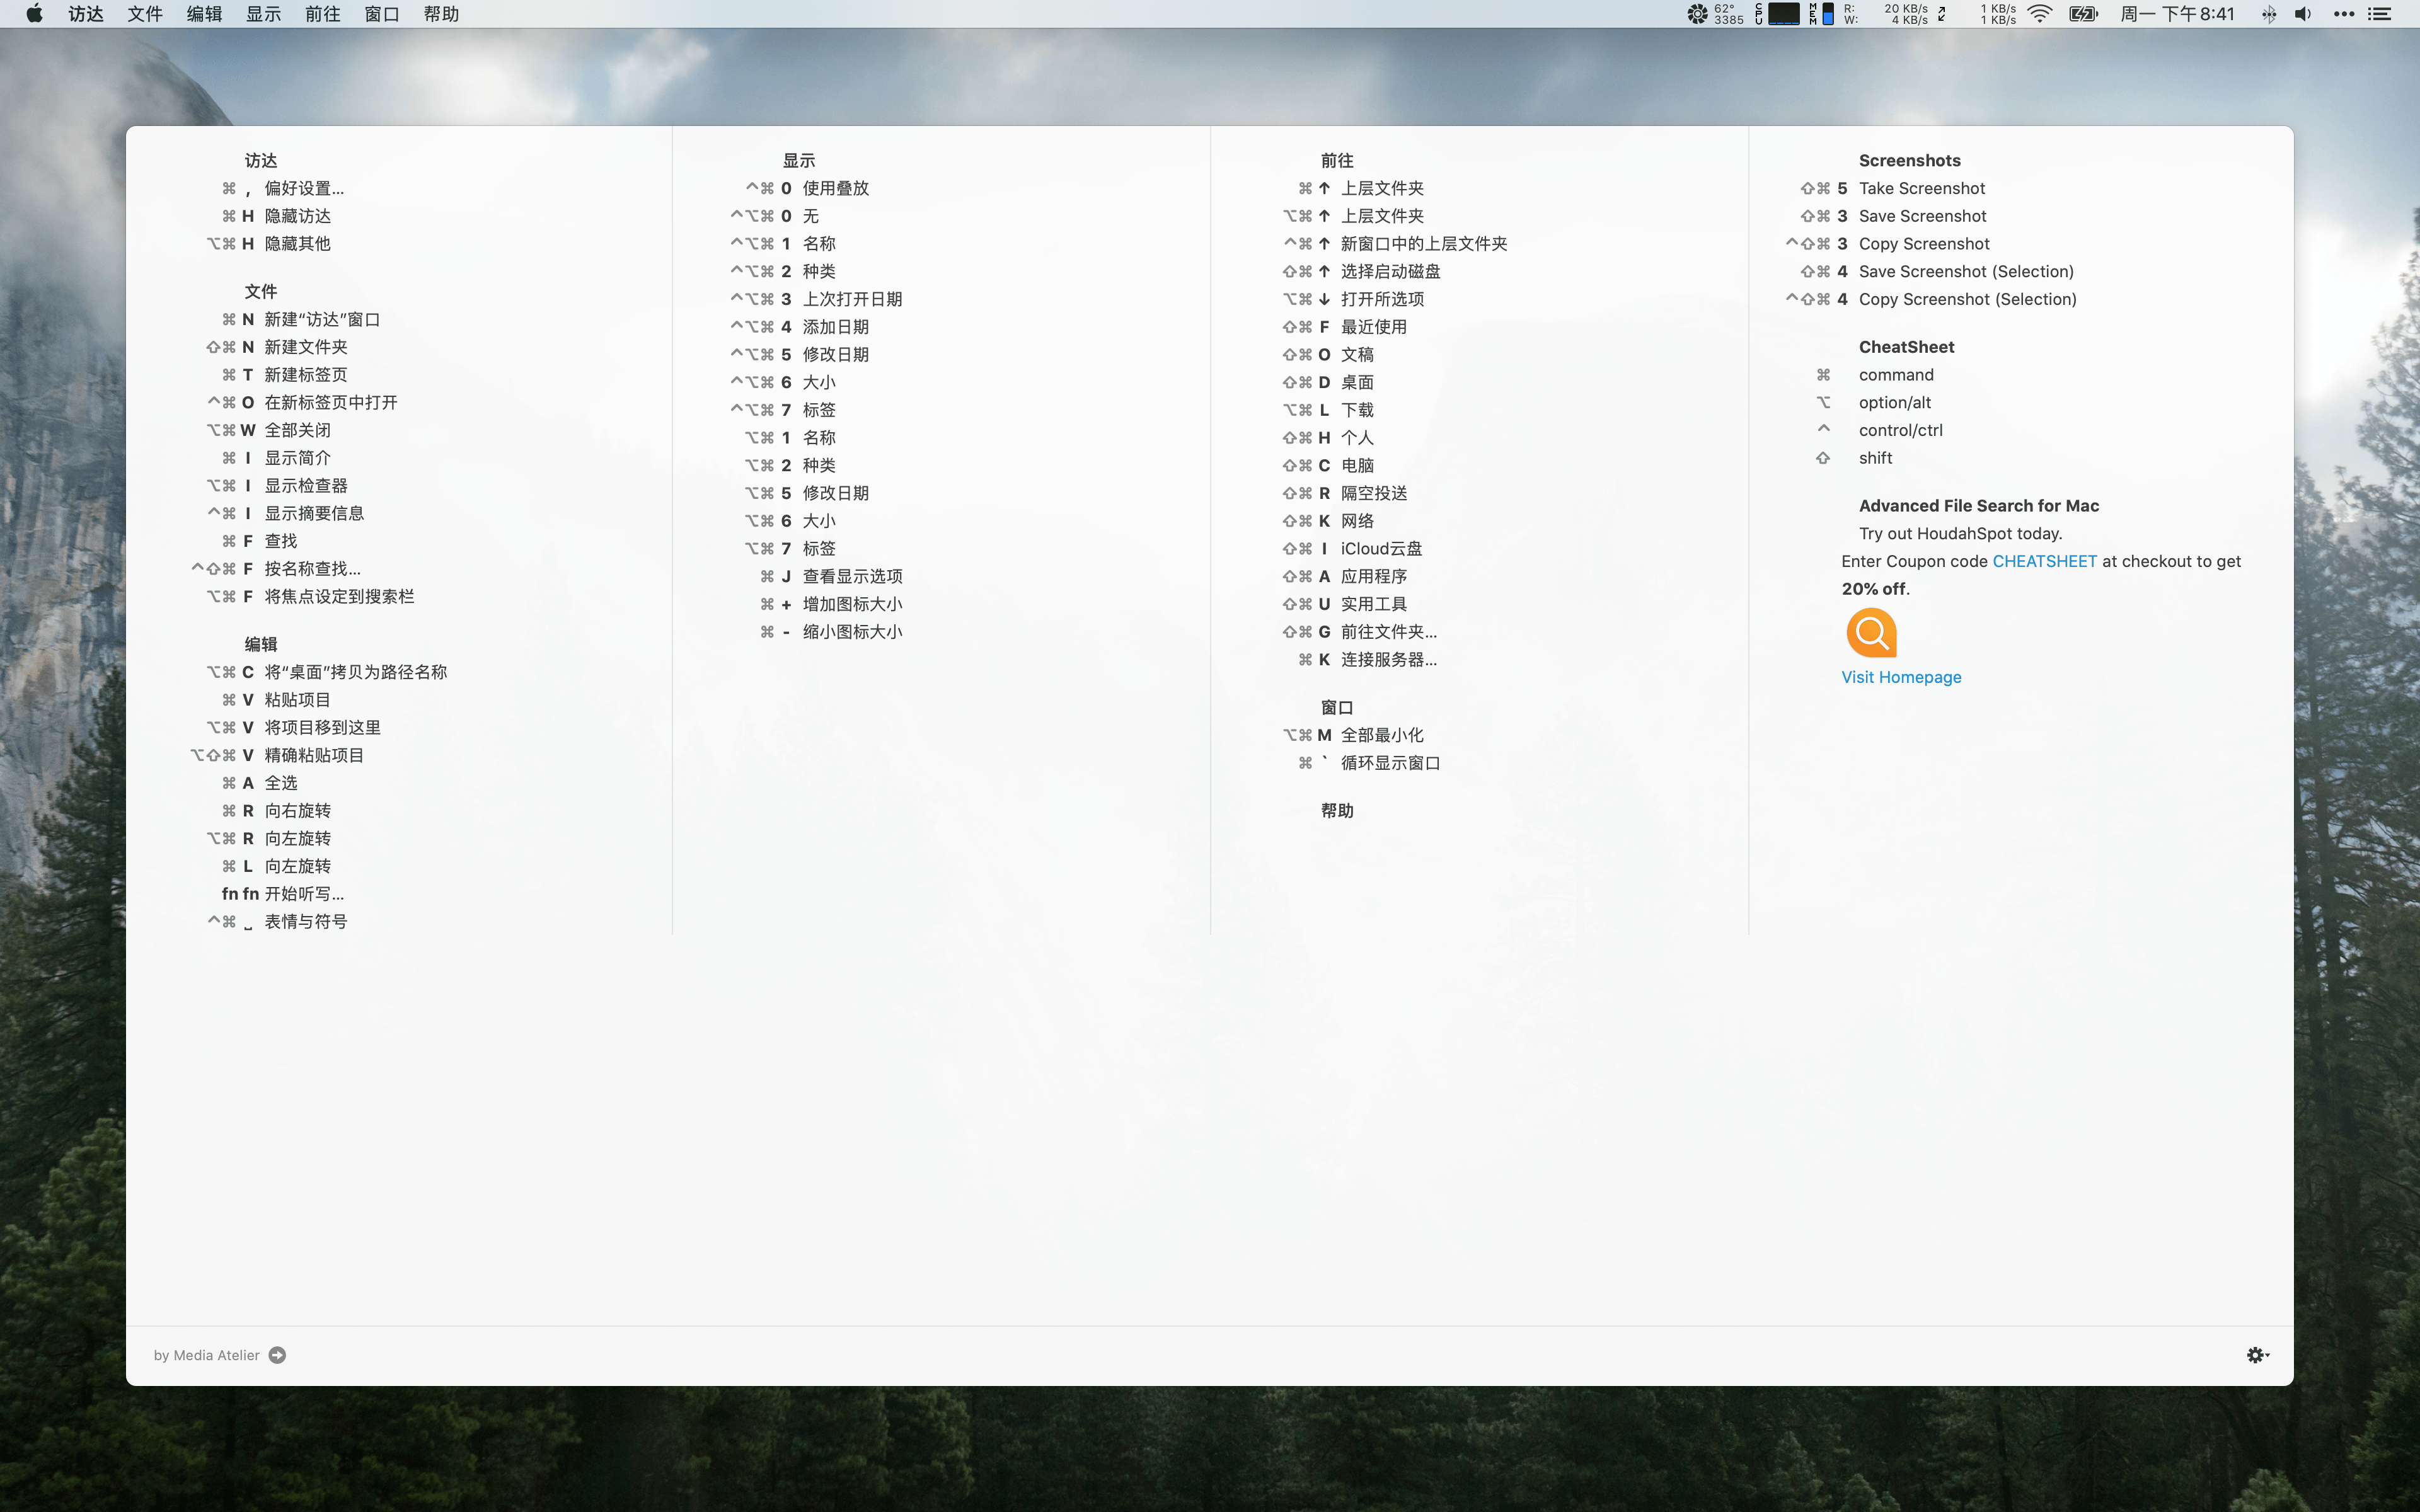 访达 文件 编辑 显示 前往 窗口 帮助
62° 3385 CPU MEM R: W: 20 KB/s 4 KB/s 1 KB/s 1 KB/s 周一 下午8:41
访达
⌘ , 偏好设置...
⌘ H 隐藏访达
⌥⌘ H 隐藏其他
文件
⌘ N 新建“访达”窗口
⇧⌘ N 新建文件夹
⌘ T 新建标签页
^⌘ O 在新标签页中打开
⌥⌘ W 全部关闭
⌘ I 显示简介
⌥⌘ I 显示检查器
^⌘ I 显示摘要信息
⌘ F 查找
^⇧⌘ F 按名称查找...
⌥⌘ F 将焦点设定到搜索栏
编辑
⌥⌘ C 将“桌面”拷贝为路径名称
⌘ V 粘贴项目
⌥⌘ V 将项目移到这里
⌥⇧⌘ V 精确粘贴项目
⌘ A 全选
⌘ R 向右旋转
⌥⌘ R 向左旋转
⌘ L 向左旋转
fn fn 开始听写...
^⌘ ⎵ 表情与符号
显示
^⌘ 0 使用叠放
^⌥⌘ 0 无
^⌥⌘ 1 名称
^⌥⌘ 2 种类
^⌥⌘ 3 上次打开日期
^⌥⌘ 4 添加日期
^⌥⌘ 5 修改日期
^⌥⌘ 6 大小
^⌥⌘ 7 标签
⌥⌘ 1 名称
⌥⌘ 2 种类
⌥⌘ 5 修改日期
⌥⌘ 6 大小
⌥⌘ 7 标签
⌘ J 查看显示选项
⌘ + 增加图标大小
⌘ - 缩小图标大小
前往
⌘ ↑ 上层文件夹
⌥⌘ ↑ 上层文件夹
^⌘ ↑ 新窗口中的上层文件夹
⇧⌘ ↑ 选择启动磁盘
⌥⌘ ↓ 打开所选项
⇧⌘ F 最近使用
⇧⌘ O 文稿
⇧⌘ D 桌面
⌥⌘ L 下载
⇧⌘ H 个人
⇧⌘ C 电脑
⇧⌘ R 隔空投送
⇧⌘ K 网络
⇧⌘ I iCloud云盘
⇧⌘ A 应用程序
⇧⌘ U 实用工具
⇧⌘ G 前往文件夹...
⌘ K 连接服务器...
窗口
⌥⌘ M 全部最小化
⌘ ` 循环显示窗口
帮助
Screenshots
⇧⌘ 5 Take Screenshot
⇧⌘ 3 Save Screenshot
^⇧⌘ 3 Copy Screenshot
⇧⌘ 4 Save Screenshot (Selection)
^⇧⌘ 4 Copy Screenshot (Selection)
CheatSheet
⌘ command
⌥ option/alt
^ control/ctrl
⇧ shift
Advanced File Search for Mac
Try out HoudahSpot today.
Enter Coupon code CHEATSHEET at checkout to get
20% off.
Visit Homepage
by Media Atelier